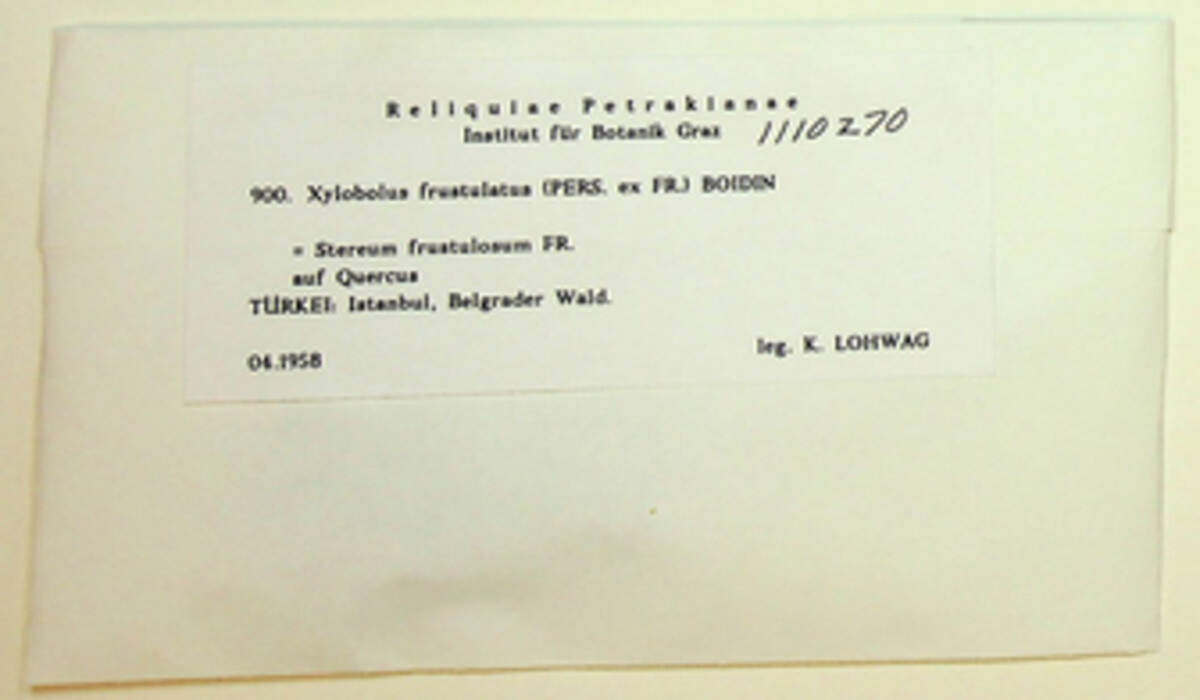 Reliquiae Petrakianae
Institut für Botanik Graz 1110270
900. Xylobolus frustulatus (PERS. ex FR.) BOIDIN
= Stereum frustulosum FR.
auf Quercus
TÜRKEI: Istanbul, Belgrader Wald.
04.1958 leg. K. LOHWAG